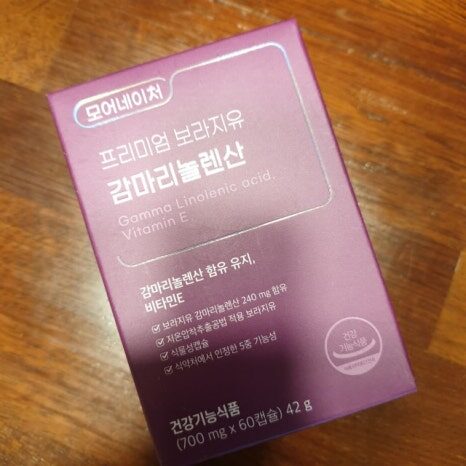 모어네이처
프리미엄 보라지유
감마리놀렌산
Gamma Linolenic acid,
Vitamin E
감마리놀렌산 함유 유지,
비타민E
보라지유 감마리놀렌산 240 mg 함유
저온압착추출공법 적용 보라지유
식물성캡슐
식약처에서 인정한 5중 기능성
건강
기능식품
건강기능식품
(700 mg x 60캡슐) 42 g